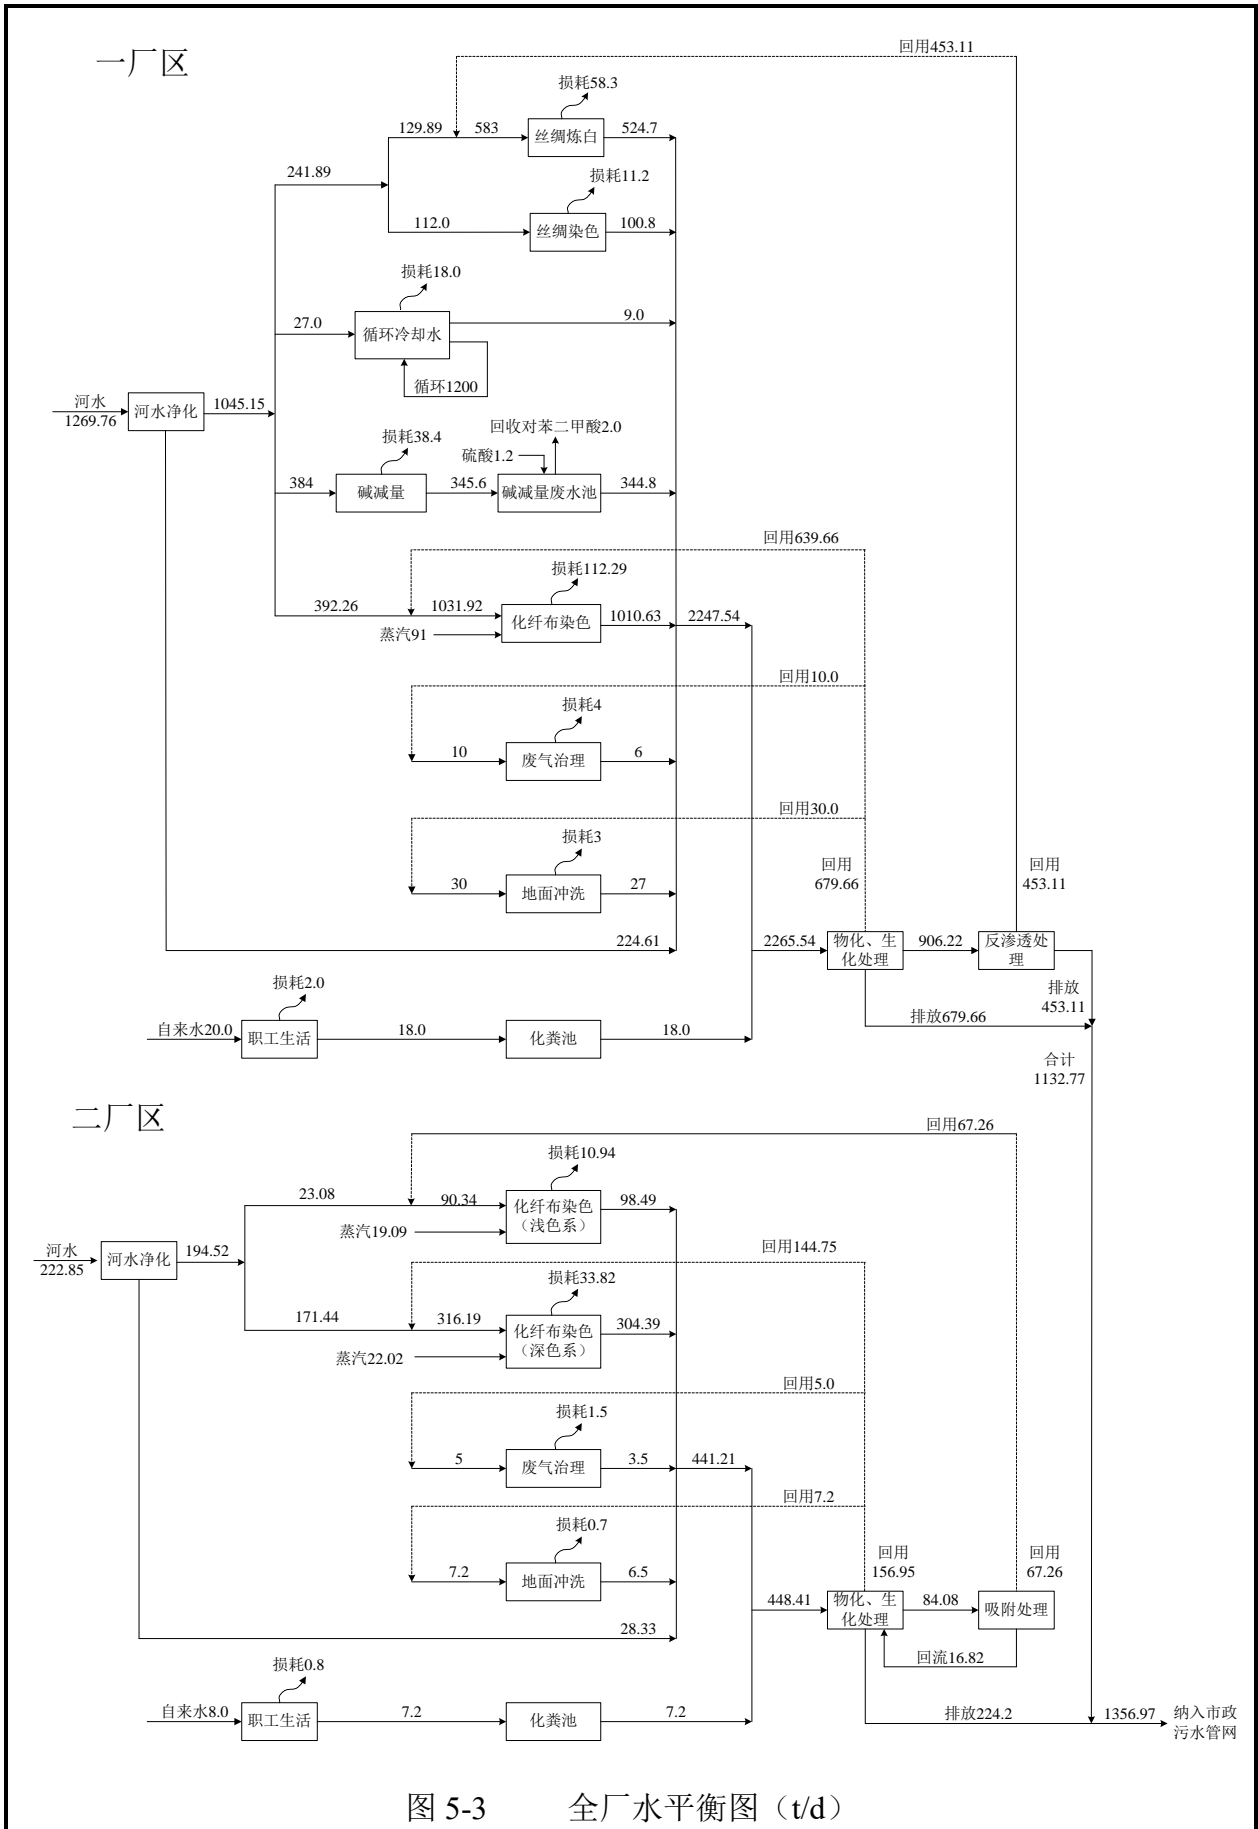 一厂区
回用453.11
损耗58.3
129.89
583
丝绸炼白
524.7
241.89
损耗11.2
112.0
丝绸染色
100.8
损耗18.0
27.0
循环冷却水
9.0
循环1200
河水
1269.76
河水净化
1045.15
损耗38.4
回收对苯二甲酸2.0
硫酸1.2
384
碱减量
345.6
碱减量废水池
344.8
回用639.66
损耗112.29
392.26
1031.92
化纤布染色
1010.63
2247.54
蒸汽91
回用10.0
损耗4
10
废气治理
6
回用30.0
损耗3
30
地面冲洗
27
回用
679.66
回用
453.11
224.61
2265.54
物化、生
化处理
906.22
反渗透处
理
排放
453.11
排放679.66
损耗2.0
自来水20.0
职工生活
18.0
化粪池
18.0
合计
1132.77
二厂区
回用67.26
损耗10.94
23.08
90.34
化纤布染色
（浅色系）
98.49
蒸汽19.09
河水
222.85
河水净化
194.52
回用144.75
损耗33.82
171.44
316.19
化纤布染色
（深色系）
304.39
蒸汽22.02
回用5.0
损耗1.5
5
废气治理
3.5
441.21
回用7.2
损耗0.7
7.2
地面冲洗
6.5
回用
156.95
回用
67.26
448.41
物化、生
化处理
84.08
吸附处理
28.33
回流16.82
损耗0.8
自来水8.0
职工生活
7.2
化粪池
7.2
排放224.2
1356.97
纳入市政
污水管网
图 5-3 全厂水平衡图（t/d）